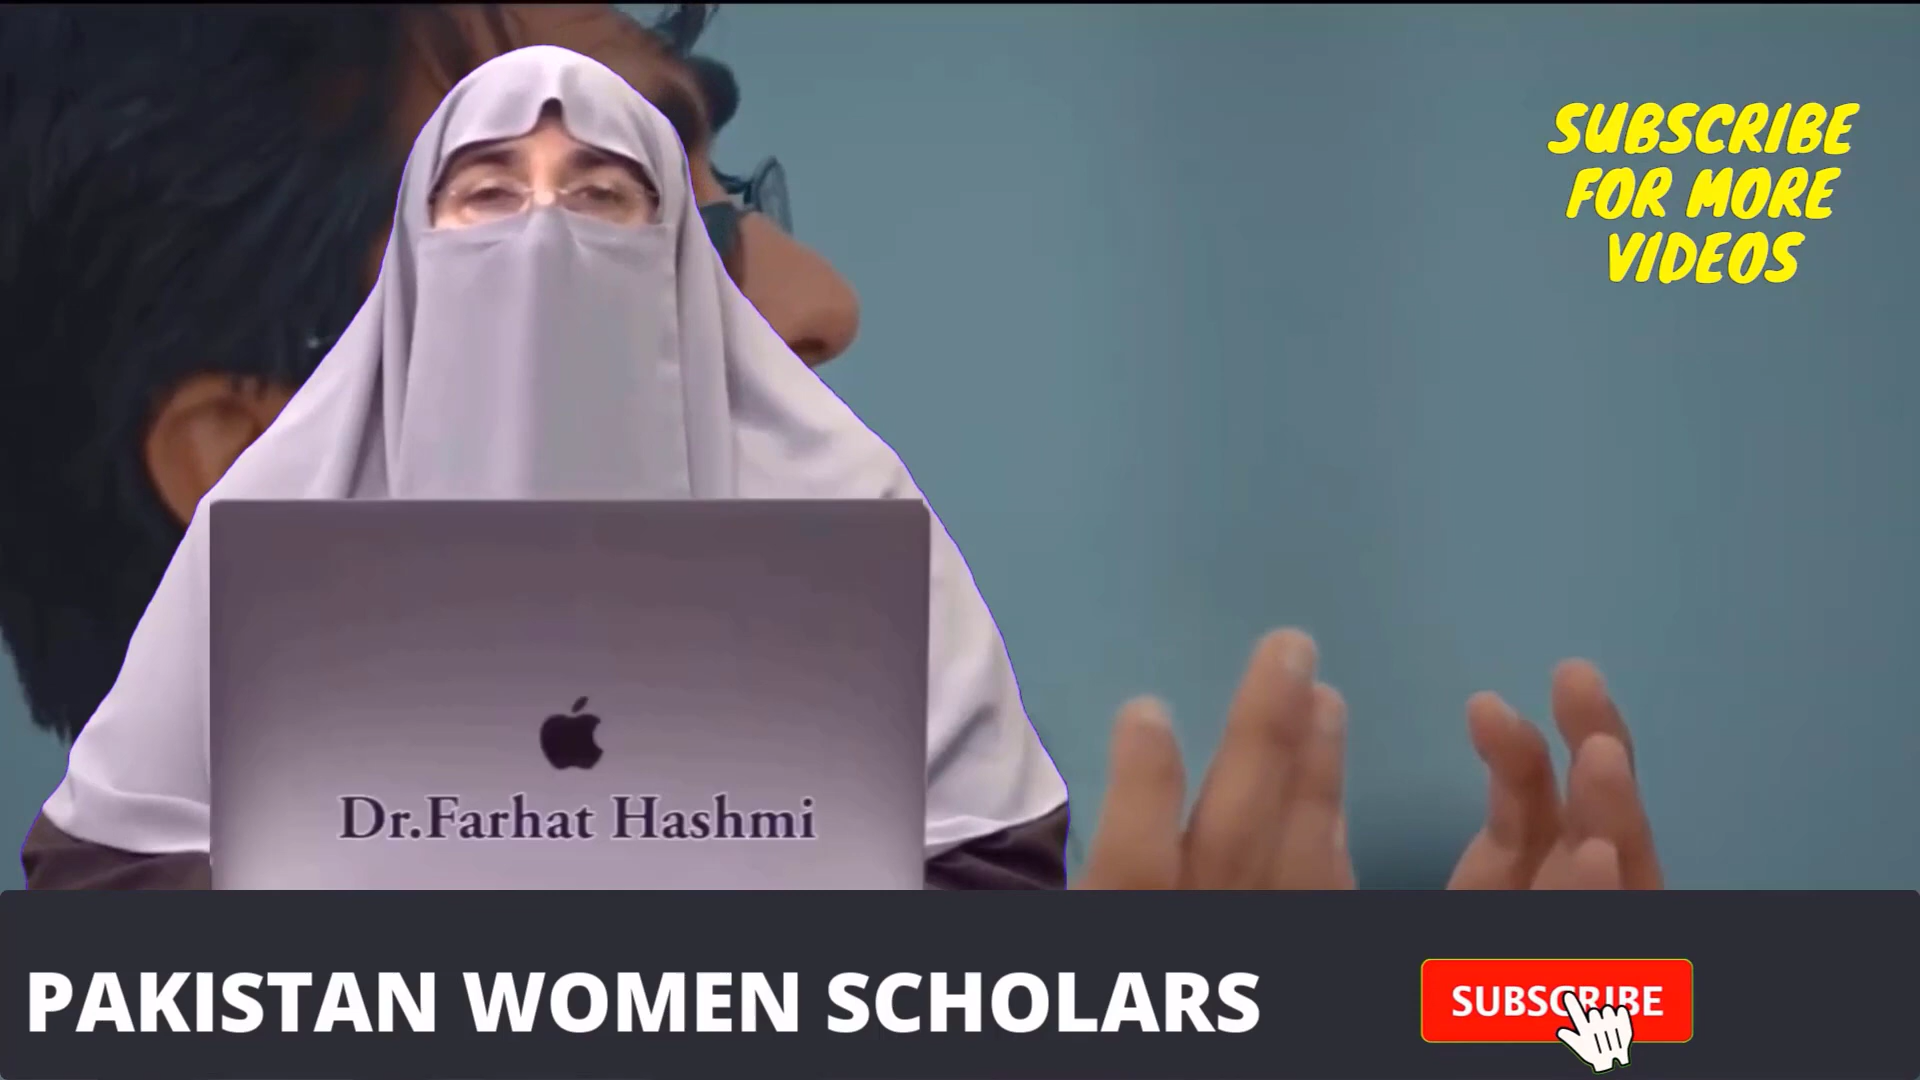 SUBSCRIBE
FOR MORE
VIDEOS
Dr.Farhat Hashmi
PAKISTAN WOMEN SCHOLARS
SUBSCRIBE